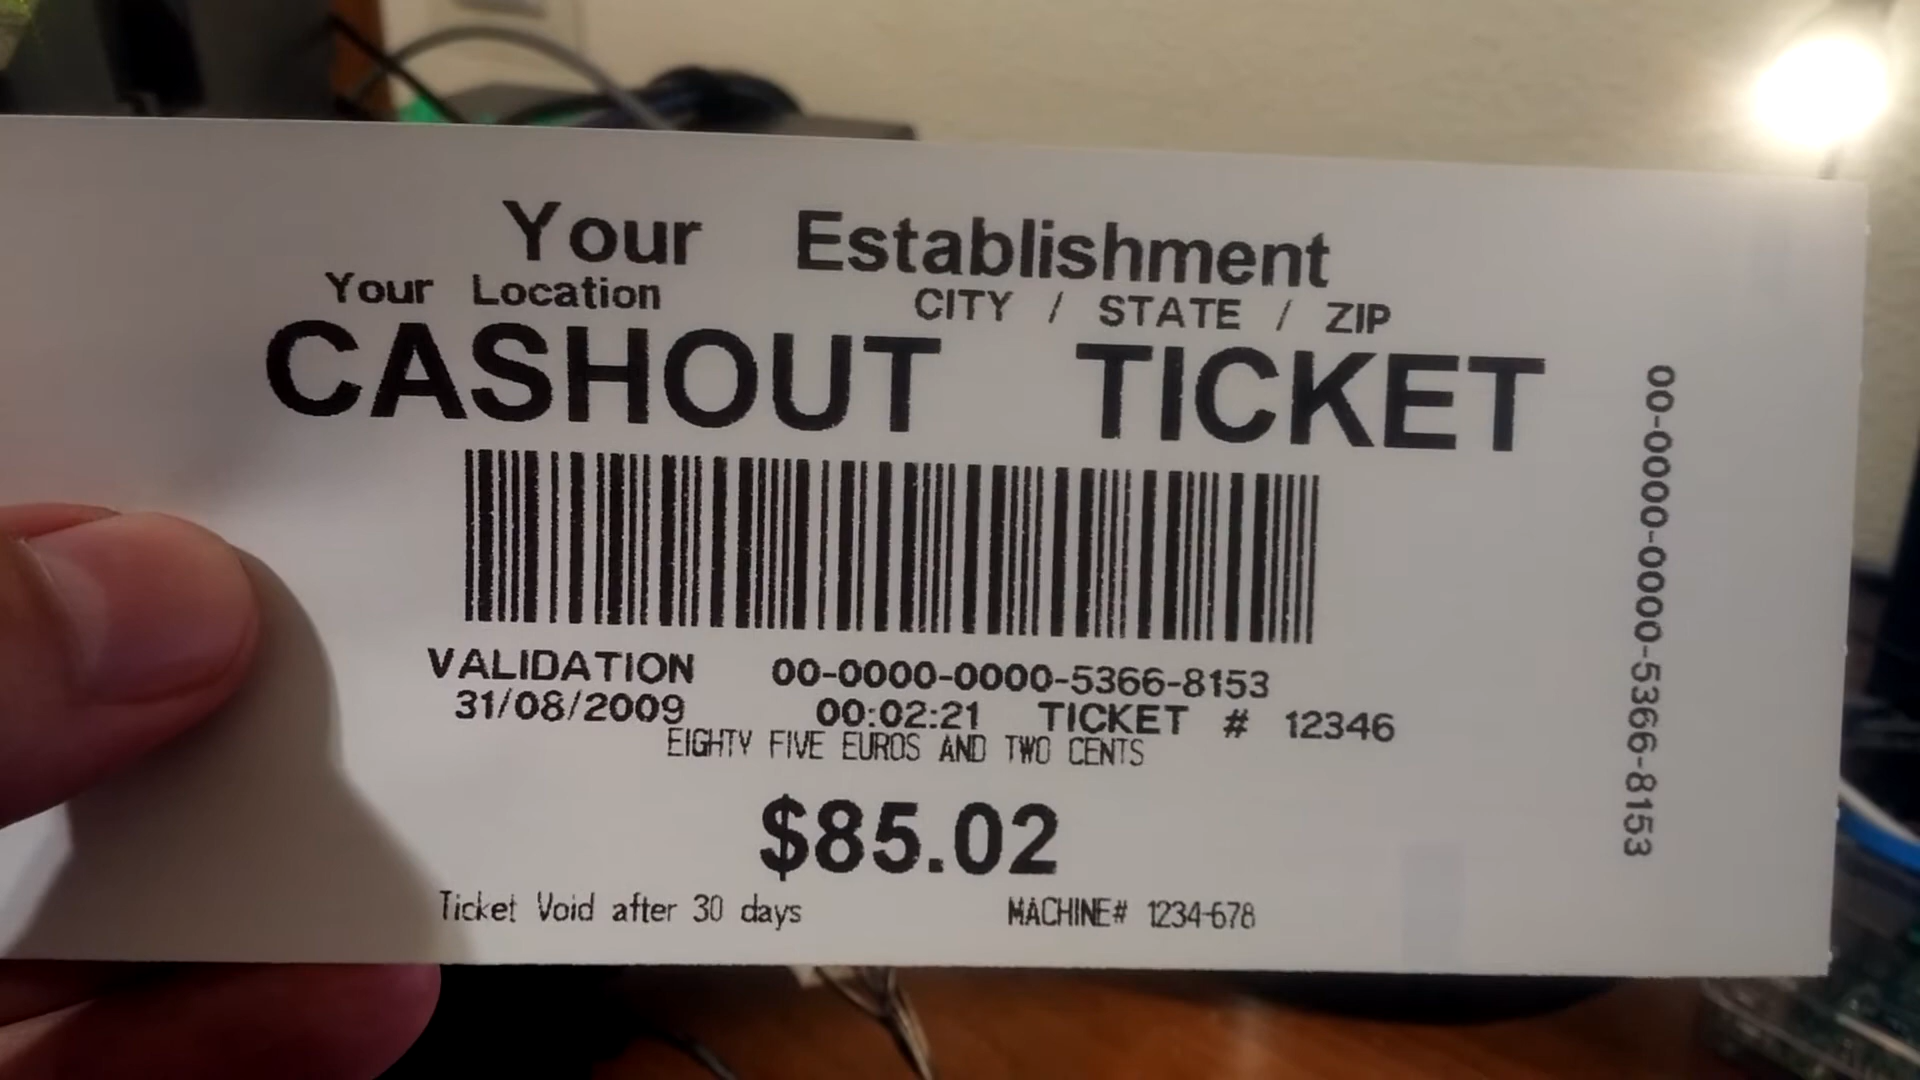 Your Establishment
Your Location CITY / STATE / ZIP
CASHOUT TICKET
VALIDATION 00-0000-0000-5366-8153
31/08/2009 00:02:21 TICKET # 12346
EIGHTY FIVE EUROS AND TWO CENTS
$85.02
Ticket Void after 30 days MACHINE# 1234-678
00-0000-0000-5366-8153